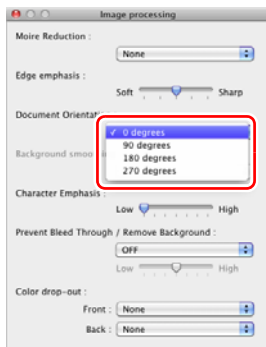 Image processing
Moire Reduction :
None
Edge emphasis :
Soft Sharp
Document Orientati
✓ 0 degrees
90 degrees
180 degrees
270 degrees
Background smoo
Character Emphasis :
Low High
Prevent Bleed Through / Remove Background :
OFF
Low High
Color drop-out :
Front : None
Back : None